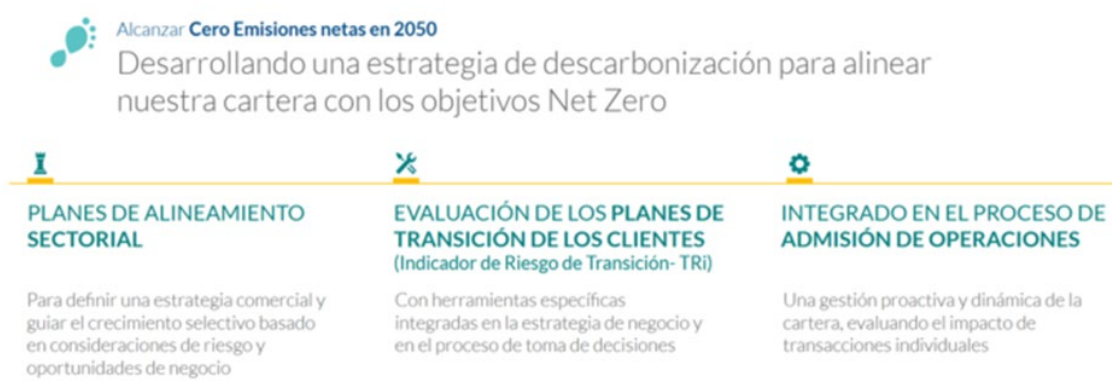 Alcanzar Cero Emisiones netas en 2050
Desarrollando una estrategia de descarbonización para alinear
nuestra cartera con los objetivos Net Zero
PLANES DE ALINEAMIENTO
SECTORIAL
Para definir una estrategia comercial y
guiar el crecimiento selectivo basado
en consideraciones de riesgo y
oportunidades de negocio
EVALUACIÓN DE LOS PLANES DE
TRANSICIÓN DE LOS CLIENTES
(Indicador de Riesgo de Transición- TRi)
Con herramientas específicas
integradas en la estrategia de negocio y
en el proceso de toma de decisiones
INTEGRADO EN EL PROCESO DE
ADMISIÓN DE OPERACIONES
Una gestión proactiva y dinámica de la
cartera, evaluando el impacto de
transacciones individuales